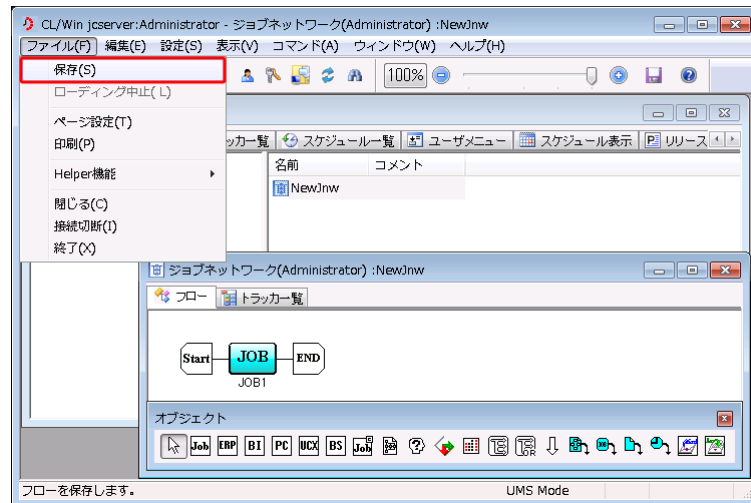 CL/Win jcserver:Administrator - ジョブネットワーク(Administrator) :NewJnw
ファイル(F) 編集(E) 設定(S) 表示(V) コマンド(A) ウィンドウ(W) ヘルプ(H)
保存(S)
ローディング中止(L)
ページ設定(T)
印刷(P)
Helper機能
閉じる(C)
接続切断(I)
終了(X)
100%
ッカ一覧 スケジュール一覧 ユーザメニュー スケジュール表示 リリース
名前 コメント
NewJnw
ジョブネットワーク(Administrator) :NewJnw
フロー トラッカ一覧
Start JOB END
JOB1
オブジェクト
Job ERP BI PC UCX BS Job
フローを保存します。 UMS Mode